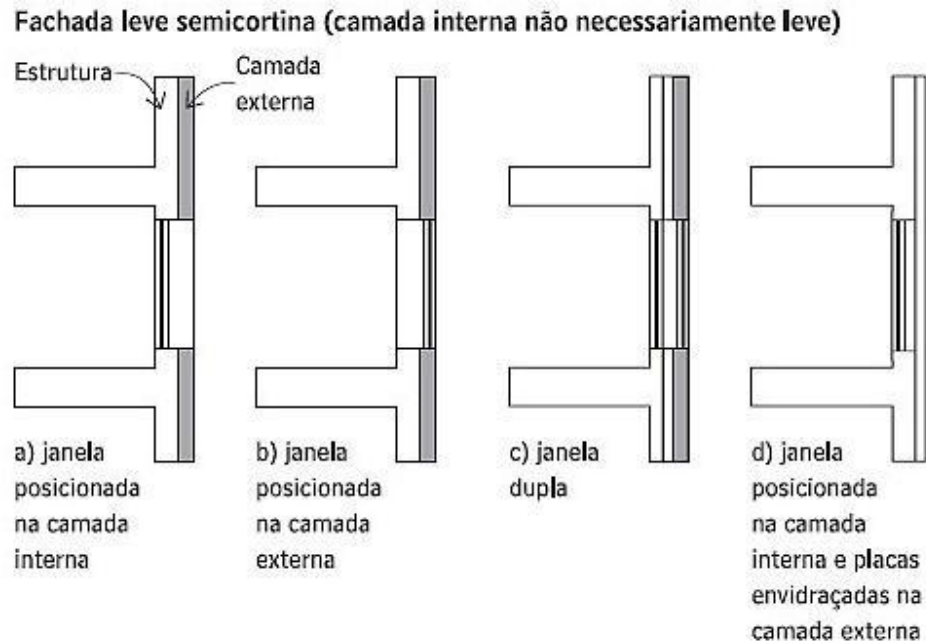 Fachada leve semicortina (camada interna não necessariamente leve)
Estrutura
Camada
externa
a) janela
posicionada
na camada
interna
b) janela
posicionada
na camada
externa
c) janela
dupla
d) janela
posicionada
na camada
interna e placas
envidraçadas na
camada externa